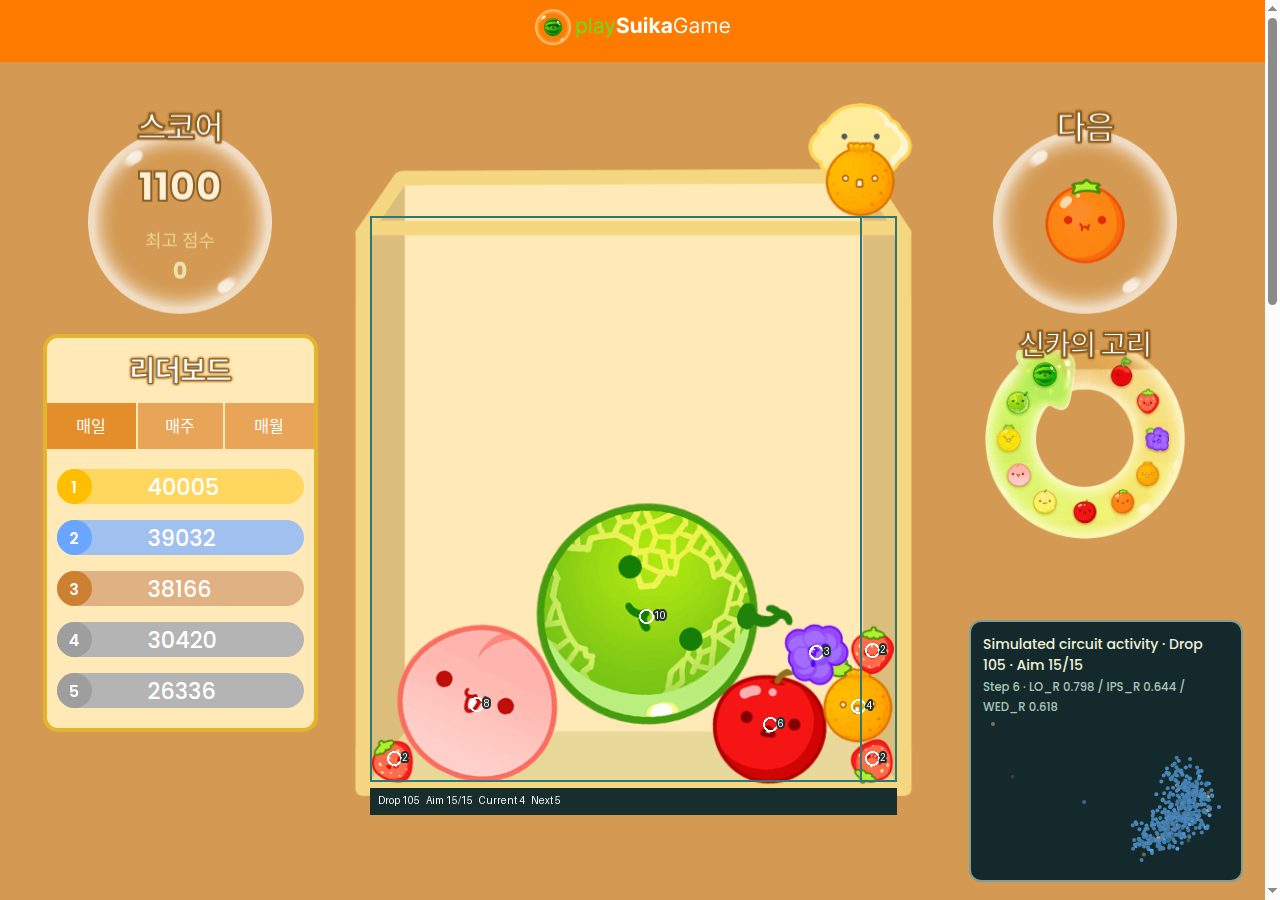 playSuikaGame
스코어
1100
최고 점수
0
리더보드
매일 매주 매월
1 40005
2 39032
3 38166
4 30420
5 26336
다음
신카의 고리
10
3
2
8
6
4
2
2
Drop 105 Aim 15/15 Current 4 Next 5
Simulated circuit activity · Drop
105 · Aim 15/15
Step 6 · LO_R 0.798 / IPS_R 0.644 /
WED_R 0.618